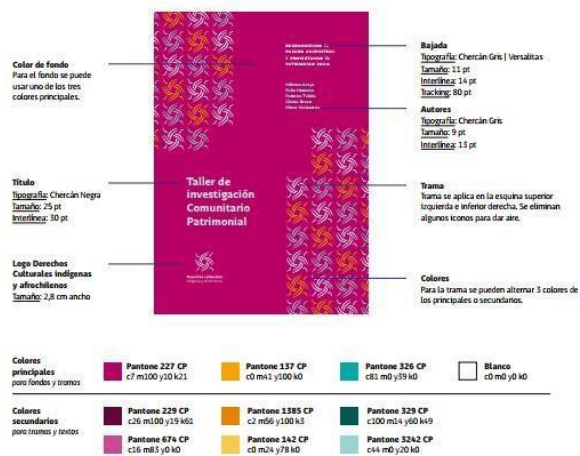 Color de fondo
Para el fondo se puede
usar uno de los tres
colores principales.
Título
Tipografía: Chercán Negra
Tamaño: 25 pt
Interlínea: 30 pt
Logo Derechos
Culturales indígenas
y afrochilenos
Tamaño: 2,8 cm ancho
Y
PATRIMONIO
Taller de
investigación
Comunitario
Patrimonial
Bajada
Tipografía: Chercán Gris | Versalitas
Tamaño: 11 pt
Interlínea: 14 pt
Tracking: 80 pt
Autores
Tipografía: Chercán Gris
Tamaño: 9 pt
Interlínea: 13 pt
Trama
Trama se aplica en la esquina superior
izquierda e inferior derecha. Se eliminan
algunos iconos para dar aire.
Colores
Para la trama se pueden alternar 3 colores de
los principales o secundarios.
Colores
principales
para fondos y tramas
Pantone 227 CP
c7 m100 y10 k21
Pantone 137 CP
c0 m41 y100 k0
Pantone 326 CP
c81 m0 y39 k0
Blanco
c0 m0 y0 k0
Colores
secundarios
para tramas y textos
Pantone 229 CP
c26 m100 y19 k61
Pantone 1385 CP
c2 m56 y100 k3
Pantone 329 CP
c100 m14 y60 k49
Pantone 674 CP
c16 m83 y0 k0
Pantone 142 CP
c0 m24 y78 k0
Pantone 3242 CP
c44 m0 y20 k0